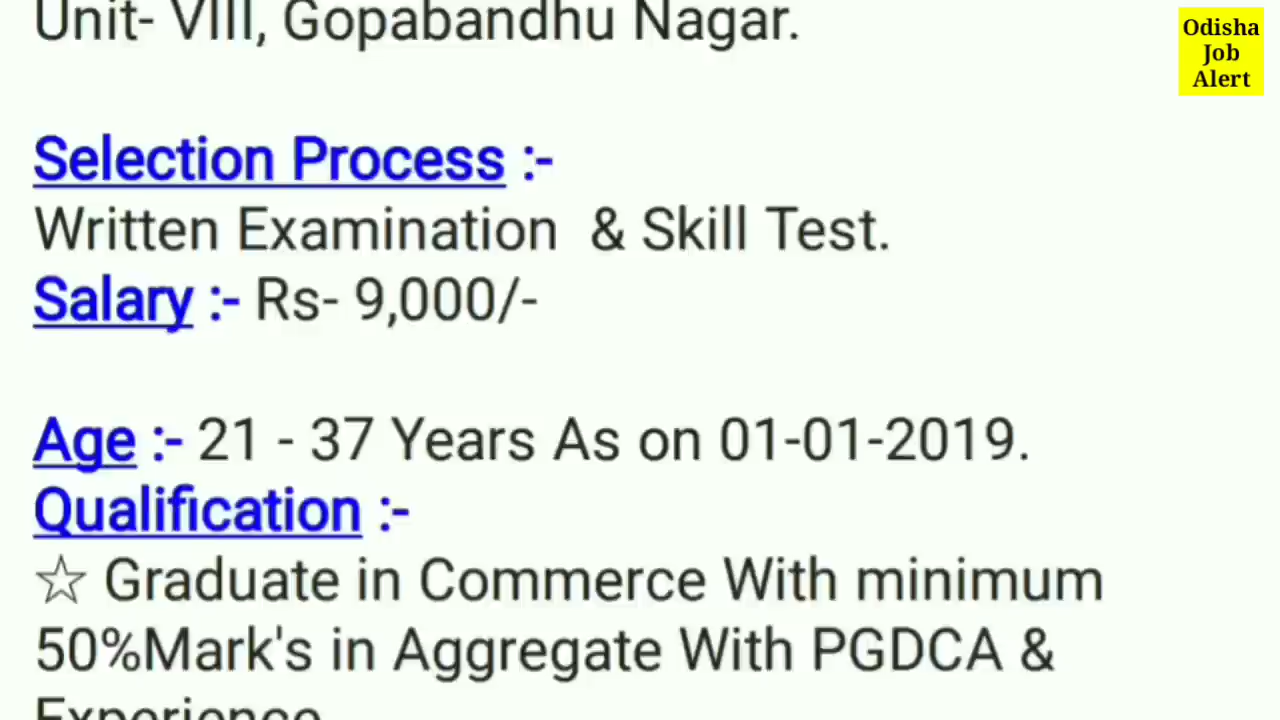 Unit- VIII, Gopabandhu Nagar.
Odisha
Job
Alert
Selection Process :-
Written Examination & Skill Test.
Salary :- Rs- 9,000/-
Age :- 21 - 37 Years As on 01-01-2019.
Qualification :-
☆ Graduate in Commerce With minimum
50%Mark's in Aggregate With PGDCA &
Experience